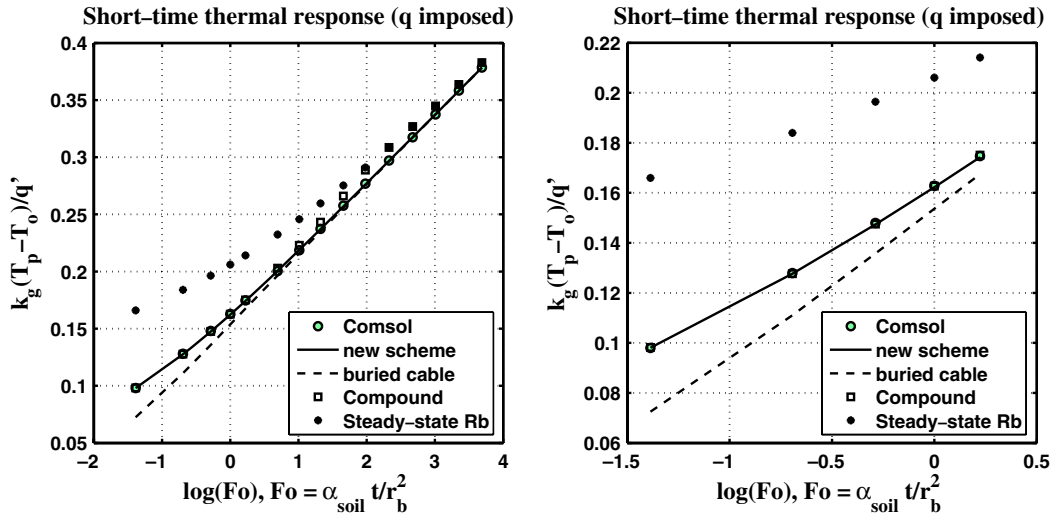 Short−time thermal response (q imposed)
0.4
0.35
0.3
0.25
0.2
0.15
0.1
0.05
k_g(T_p−T_o)/q'
−2 −1 0 1 2 3 4
log(Fo), Fo = α_soil t/r_b^2
Comsol
new scheme
buried cable
Compound
Steady−state Rb
Short−time thermal response (q imposed)
0.22
0.2
0.18
0.16
0.14
0.12
0.1
0.08
0.06
k_g(T_p−T_o)/q'
−1.5 −1 −0.5 0 0.5
log(Fo), Fo = α_soil t/r_b^2
Comsol
new scheme
buried cable
Compound
Steady−state Rb